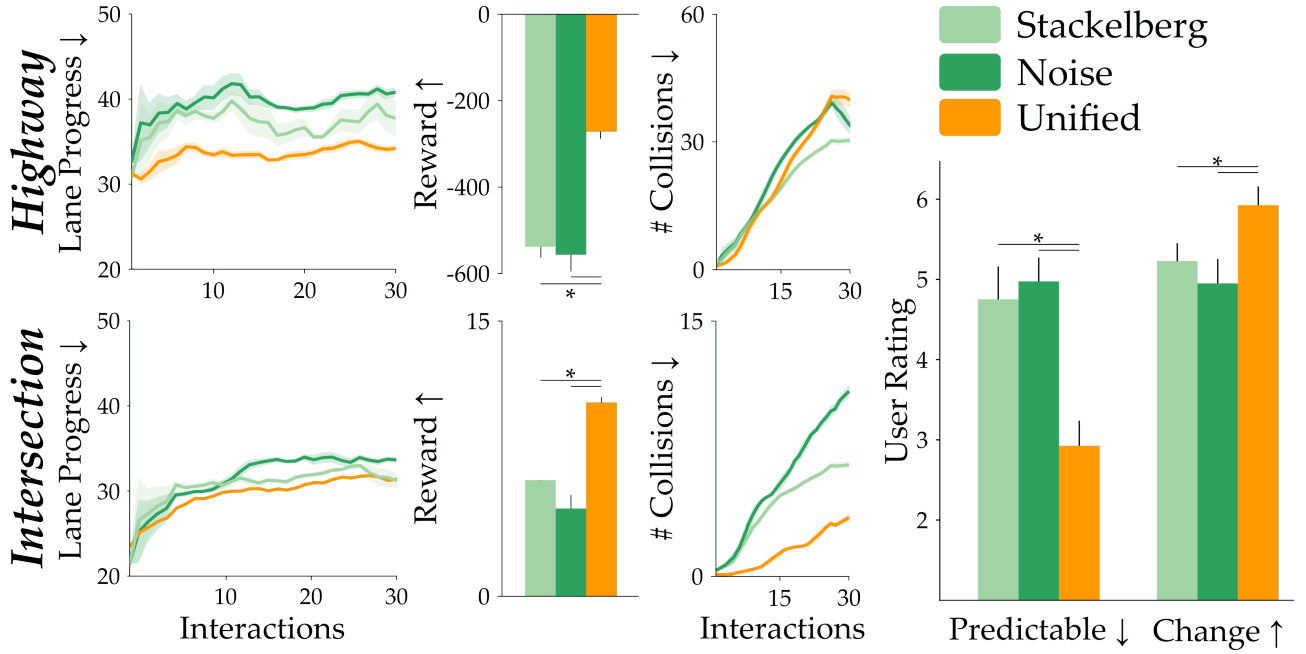 Highway
Lane Progress ↓
50
40
30
20
10
20
30
Reward ↑
0
-200
-400
-600
*
# Collisions ↓
60
30
0
15
30
Stackelberg
Noise
Unified
Intersection
Lane Progress ↓
50
40
30
20
10
20
30
Interactions
Reward ↑
15
0
*
# Collisions ↓
15
0
15
30
Interactions
User Rating
6
5
4
3
2
*
*
Predictable ↓
Change ↑